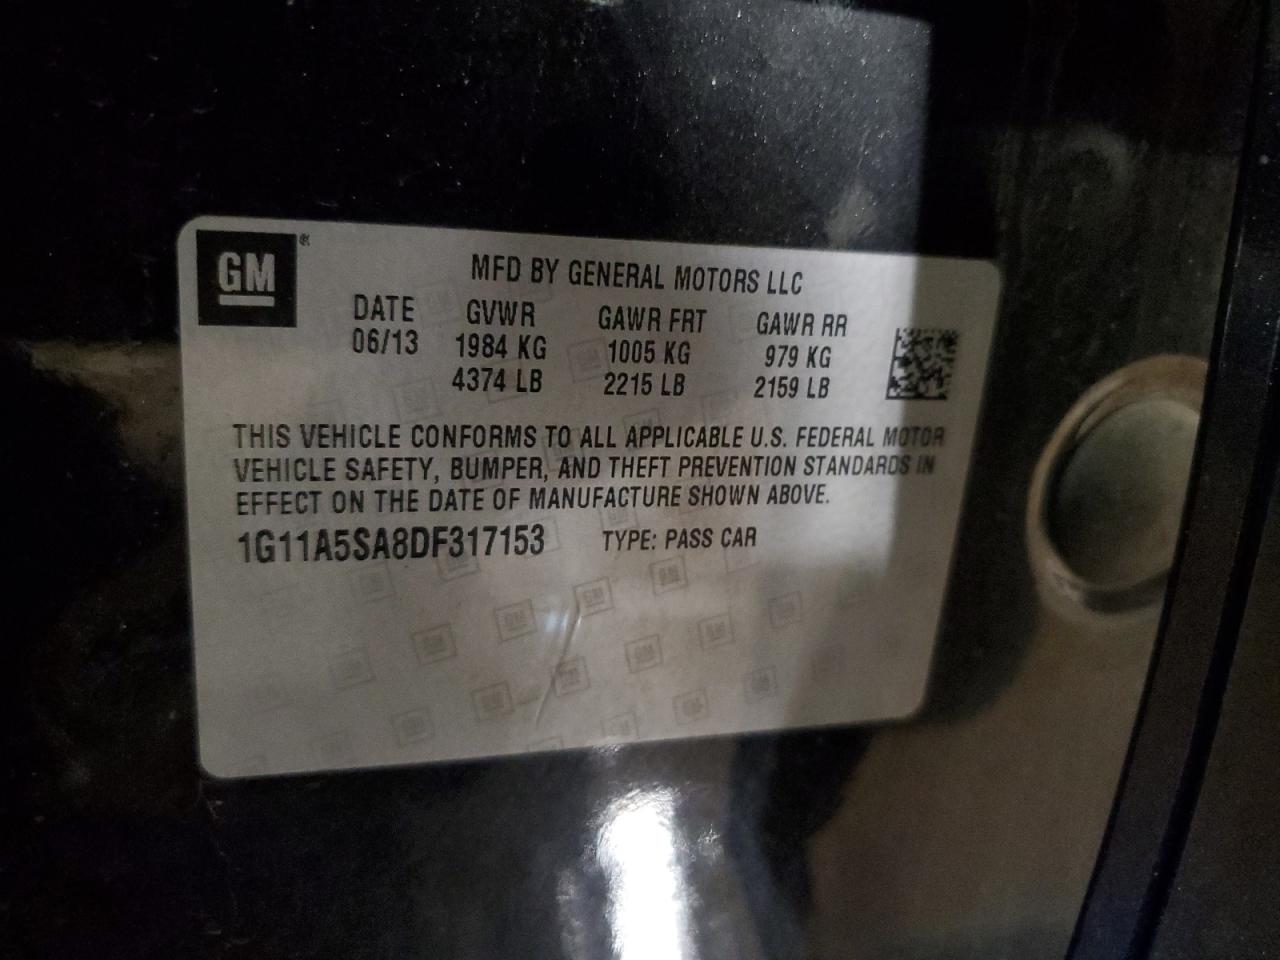 GM ®
MFD BY GENERAL MOTORS LLC
DATE GVWR GAWR FRT GAWR RR
06/13 1984 KG 1005 KG 979 KG
4374 LB 2215 LB 2159 LB
THIS VEHICLE CONFORMS TO ALL APPLICABLE U.S. FEDERAL MOTOR
VEHICLE SAFETY, BUMPER, AND THEFT PREVENTION STANDARDS IN
EFFECT ON THE DATE OF MANUFACTURE SHOWN ABOVE.
1G11A5SA8DF317153 TYPE: PASS CAR